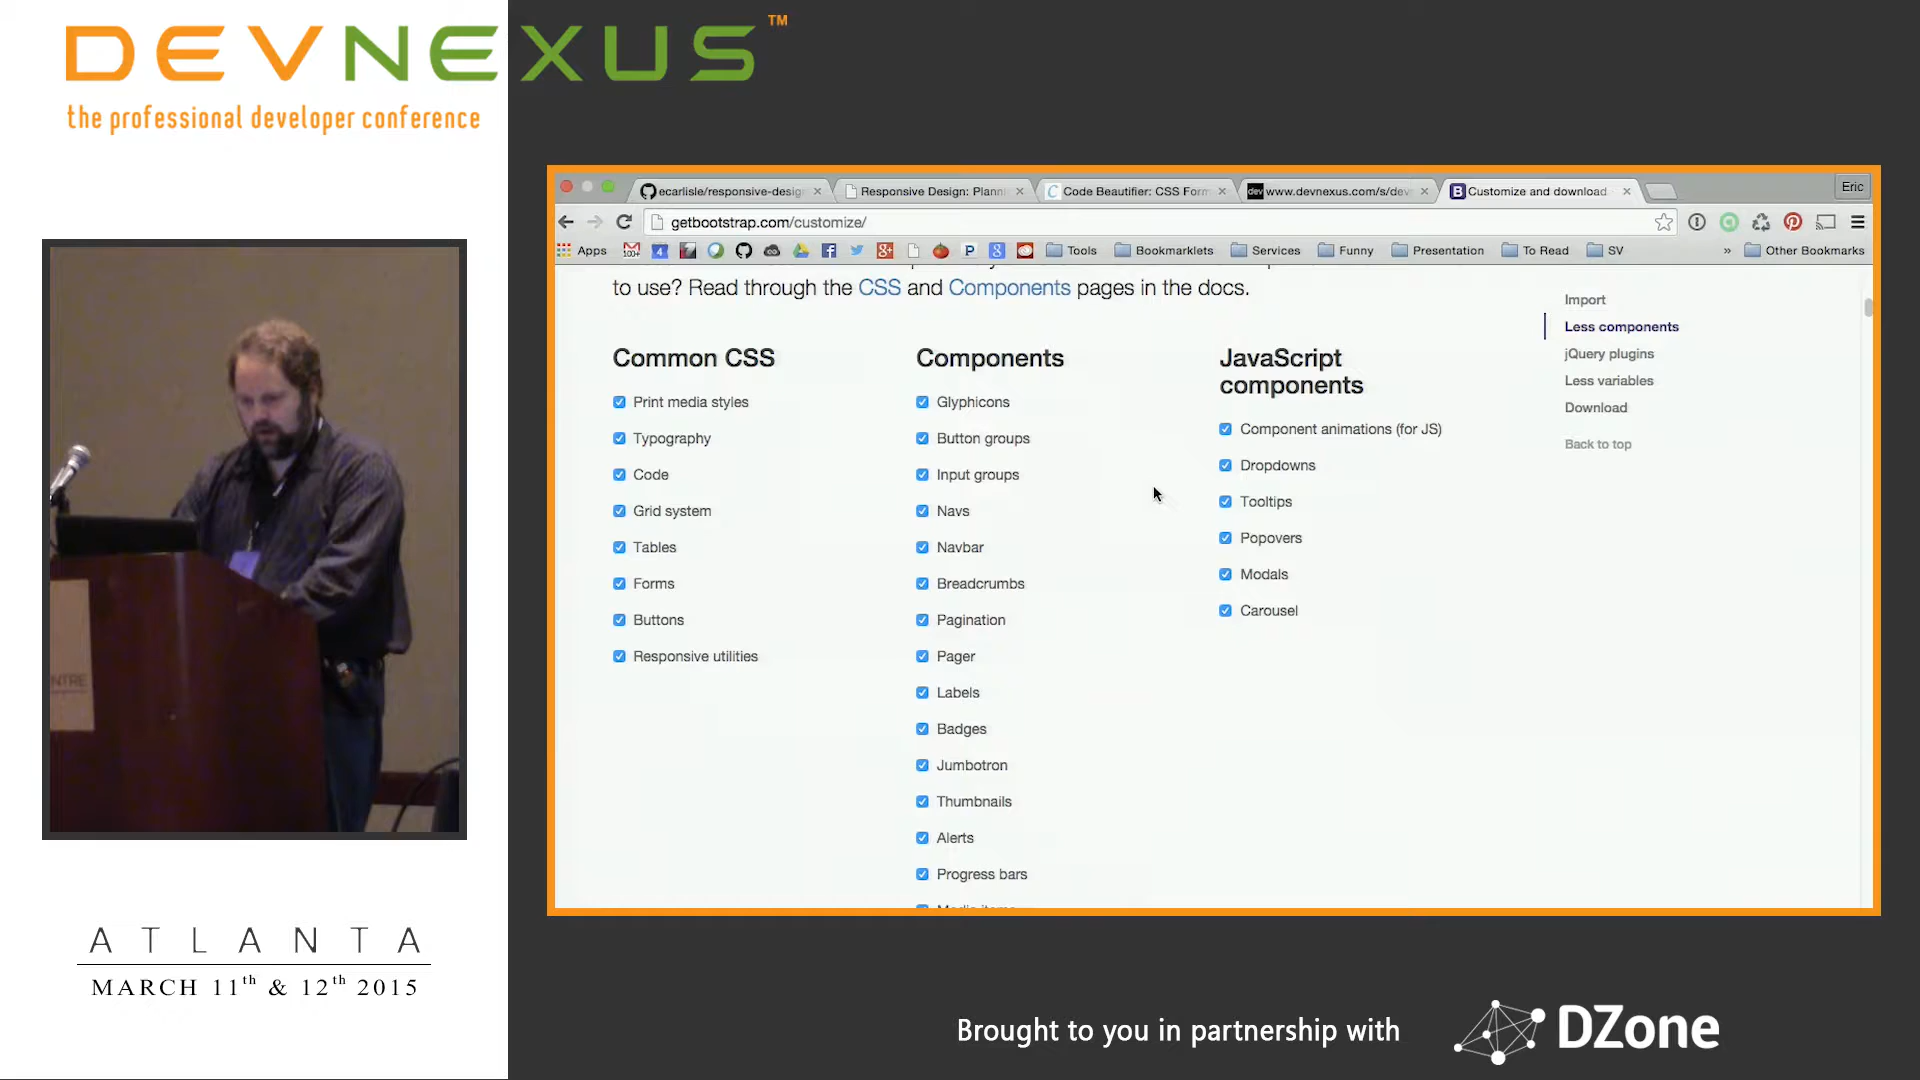 DEVNEXUS™
the professional developer conference
ecarlisle/responsive-desig
Responsive Design: Planni
Code Beautifier: CSS Form
www.devnexus.com/s/dev
Customize and download
Eric
getbootstrap.com/customize/
Apps
Tools
Bookmarklets
Services
Funny
Presentation
To Read
SV
»
Other Bookmarks
to use? Read through the CSS and Components pages in the docs.
Common CSS
Print media styles
Typography
Code
Grid system
Tables
Forms
Buttons
Responsive utilities
Components
Glyphicons
Button groups
Input groups
Navs
Navbar
Breadcrumbs
Pagination
Pager
Labels
Badges
Jumbotron
Thumbnails
Alerts
Progress bars
JavaScript
components
Component animations (for JS)
Dropdowns
Tooltips
Popovers
Modals
Carousel
Import
Less components
jQuery plugins
Less variables
Download
Back to top
NTRE
ATLANTA
MARCH 11th & 12th 2015
Brought to you in partnership with
DZone